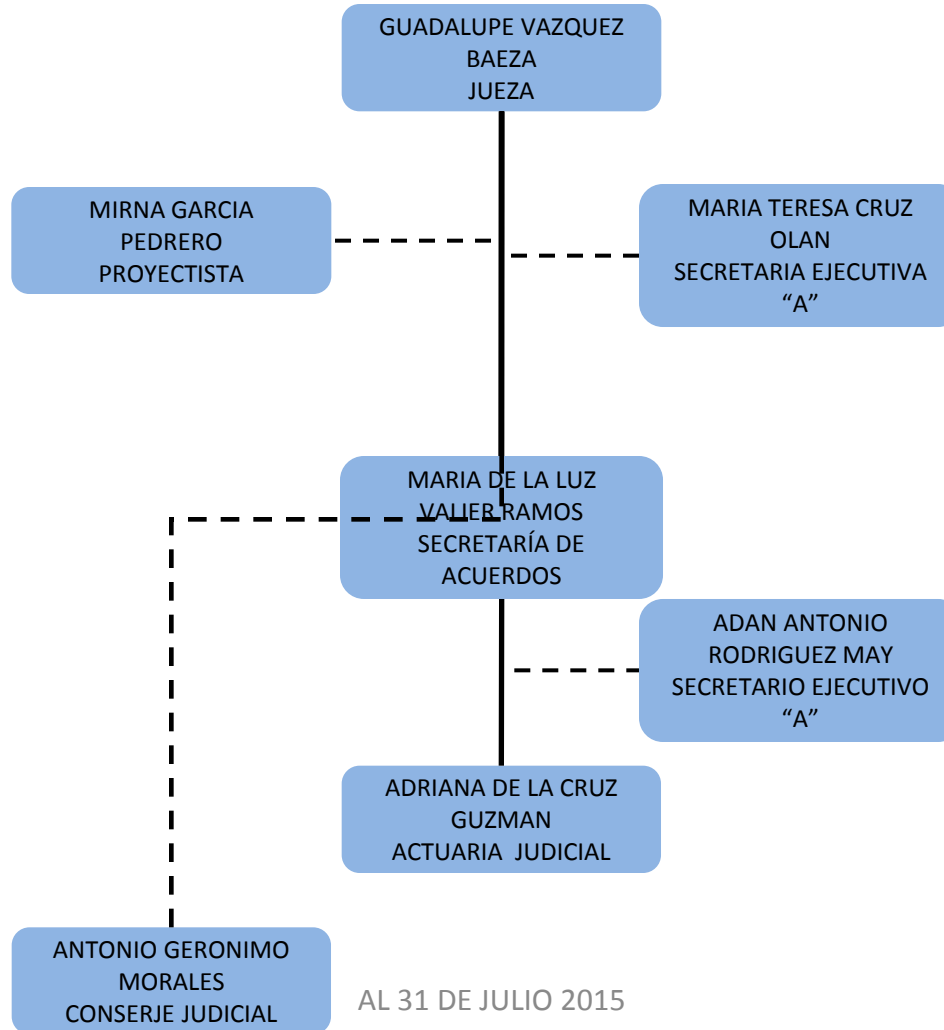 GUADALUPE VAZQUEZ
BAEZA
JUEZA
MIRNA GARCIA
PEDRERO
PROYECTISTA
MARIA TERESA CRUZ
OLAN
SECRETARIA EJECUTIVA
“A”
MARIA DE LA LUZ
VALIER RAMOS
SECRETARÍA DE
ACUERDOS
ADAN ANTONIO
RODRIGUEZ MAY
SECRETARIO EJECUTIVO
“A”
ADRIANA DE LA CRUZ
GUZMAN
ACTUARIA JUDICIAL
ANTONIO GERONIMO
MORALES
CONSERJE JUDICIAL
AL 31 DE JULIO 2015